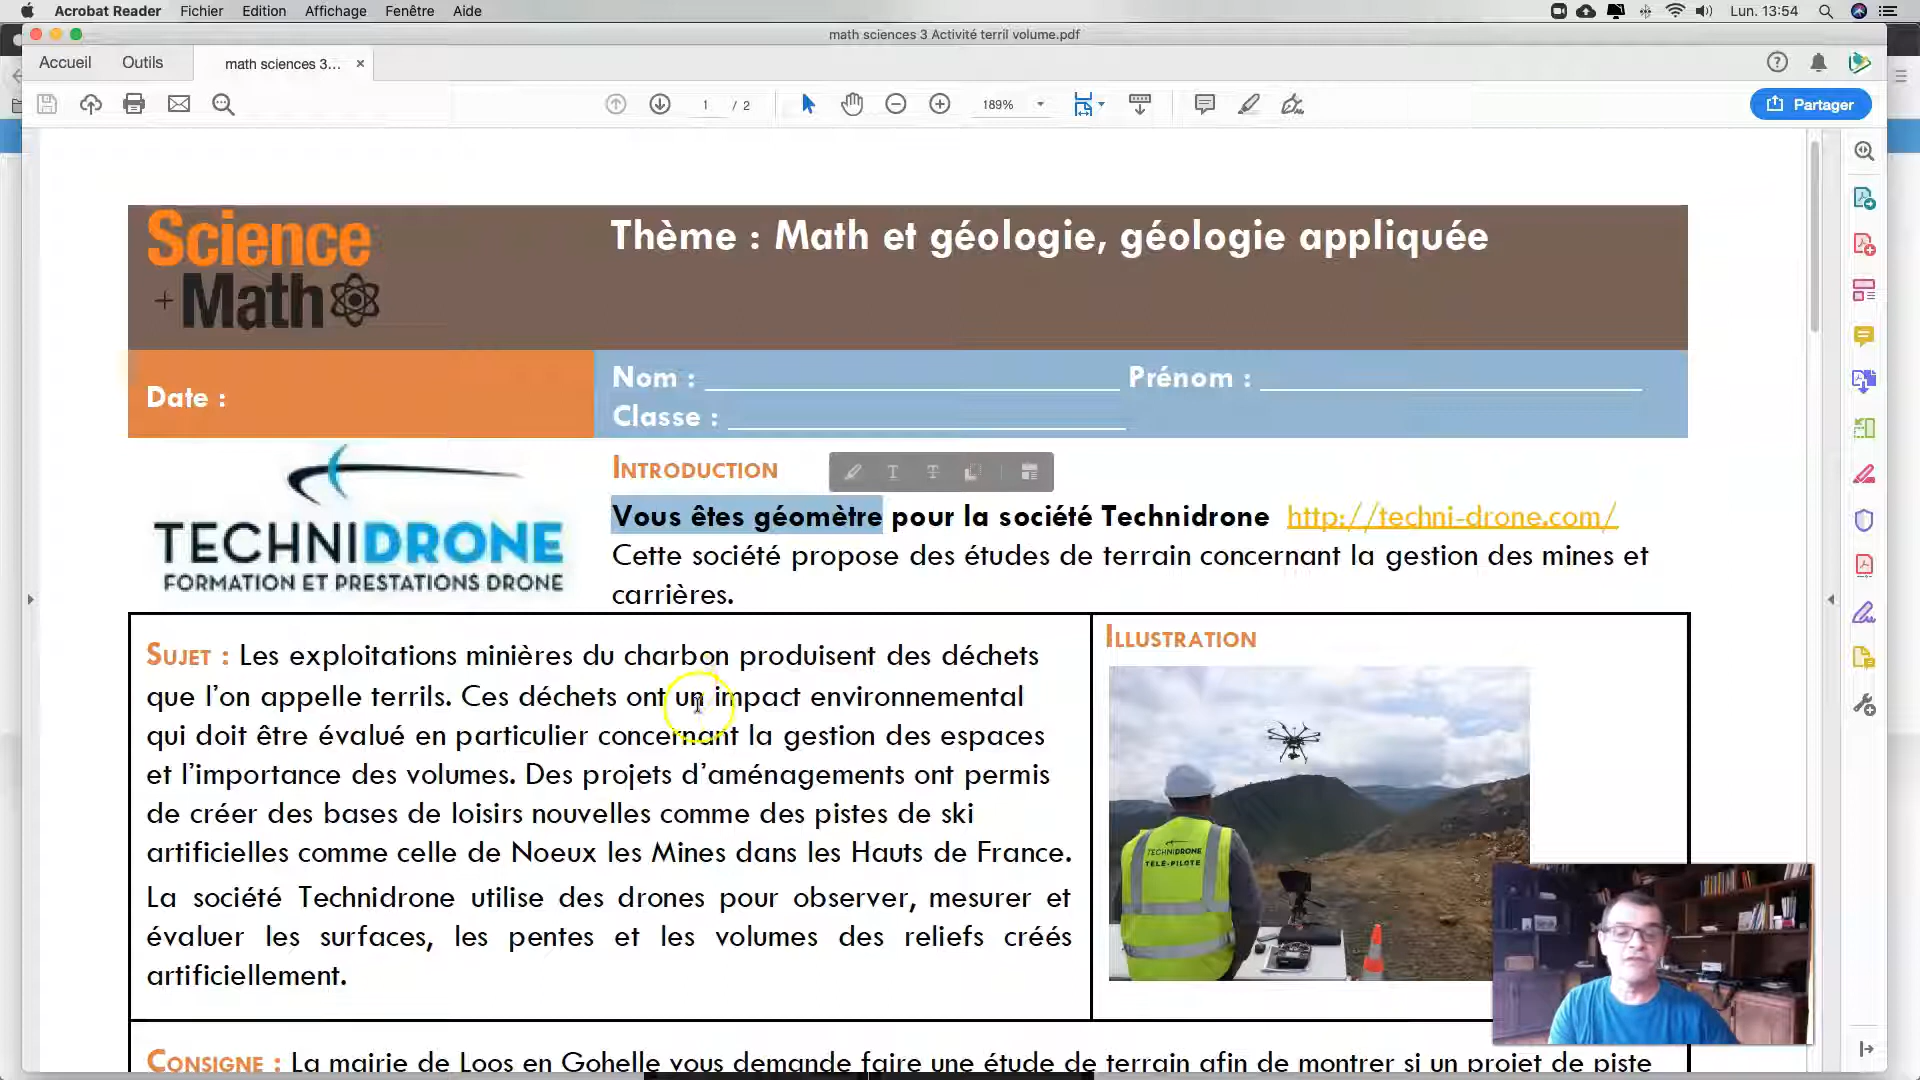 Acrobat Reader Fichier Edition Affichage Fenêtre Aide Lun. 13:54
math sciences 3 Activité terril volume.pdf
Accueil Outils math sciences 3... ×
1 / 2 189% Partager
Science
+Math
Thème : Math et géologie, géologie appliquée
Date :
Nom : Prénom :
Classe :
TECHNIDRONE
FORMATION ET PRESTATIONS DRONE
INTRODUCTION
Vous êtes géomètre pour la société Technidrone http://techni-drone.com/
Cette société propose des études de terrain concernant la gestion des mines et
carrières.
SUJET : Les exploitations minières du charbon produisent des déchets
que l’on appelle terrils. Ces déchets ont un impact environnemental
qui doit être évalué en particulier concernant la gestion des espaces
et l’importance des volumes. Des projets d’aménagements ont permis
de créer des bases de loisirs nouvelles comme des pistes de ski
artificielles comme celle de Noeux les Mines dans les Hauts de France.
La société Technidrone utilise des drones pour observer, mesurer et
évaluer les surfaces, les pentes et les volumes des reliefs créés
artificiellement.
ILLUSTRATION
TECHNIDRONE
TÉLÉ-PILOTE
CONSIGNE : La mairie de Loos en Gohelle vous demande faire une étude de terrain afin de montrer si un projet de piste